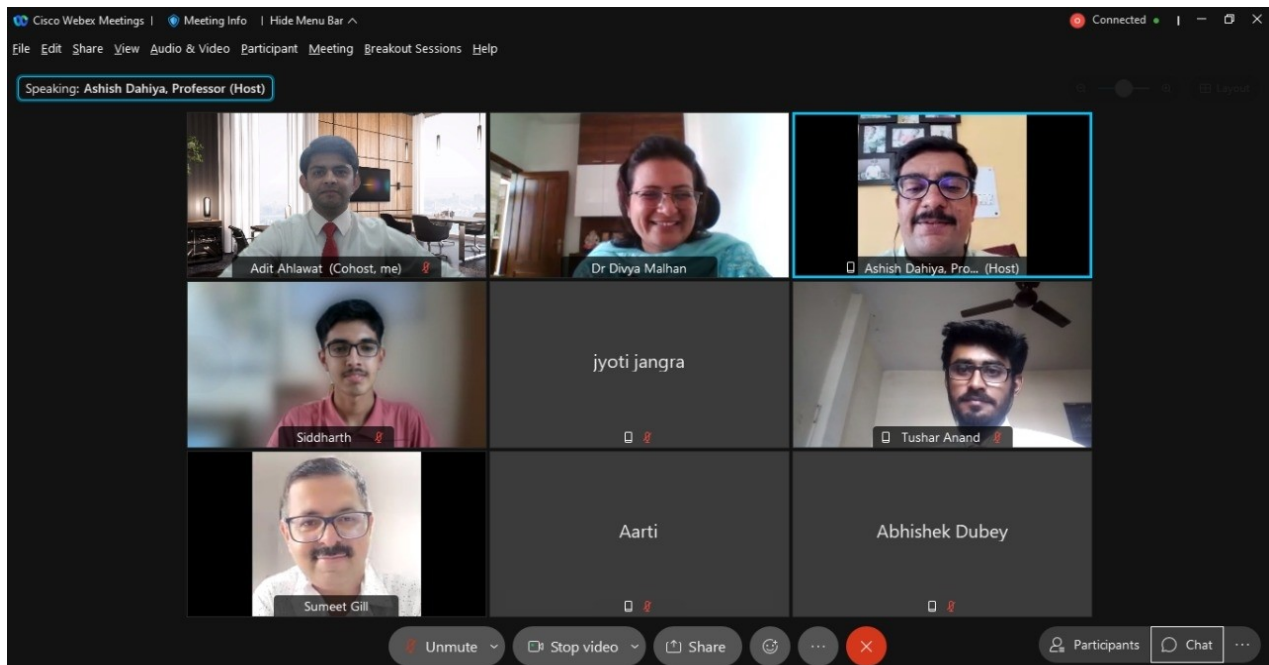 Cisco Webex Meetings | Meeting Info | Hide Menu Bar
Connected
File Edit Share View Audio & Video Participant Meeting Breakout Sessions Help
Speaking: Ashish Dahiya, Professor (Host)
Layout
Adit Ahlawat (Cohost, me)
Dr Divya Malhan
Ashish Dahiya, Pro... (Host)
Siddharth
jyoti jangra
Tushar Anand
Sumeet Gill
Aarti
Abhishek Dubey
Unmute
Stop video
Share
Participants
Chat